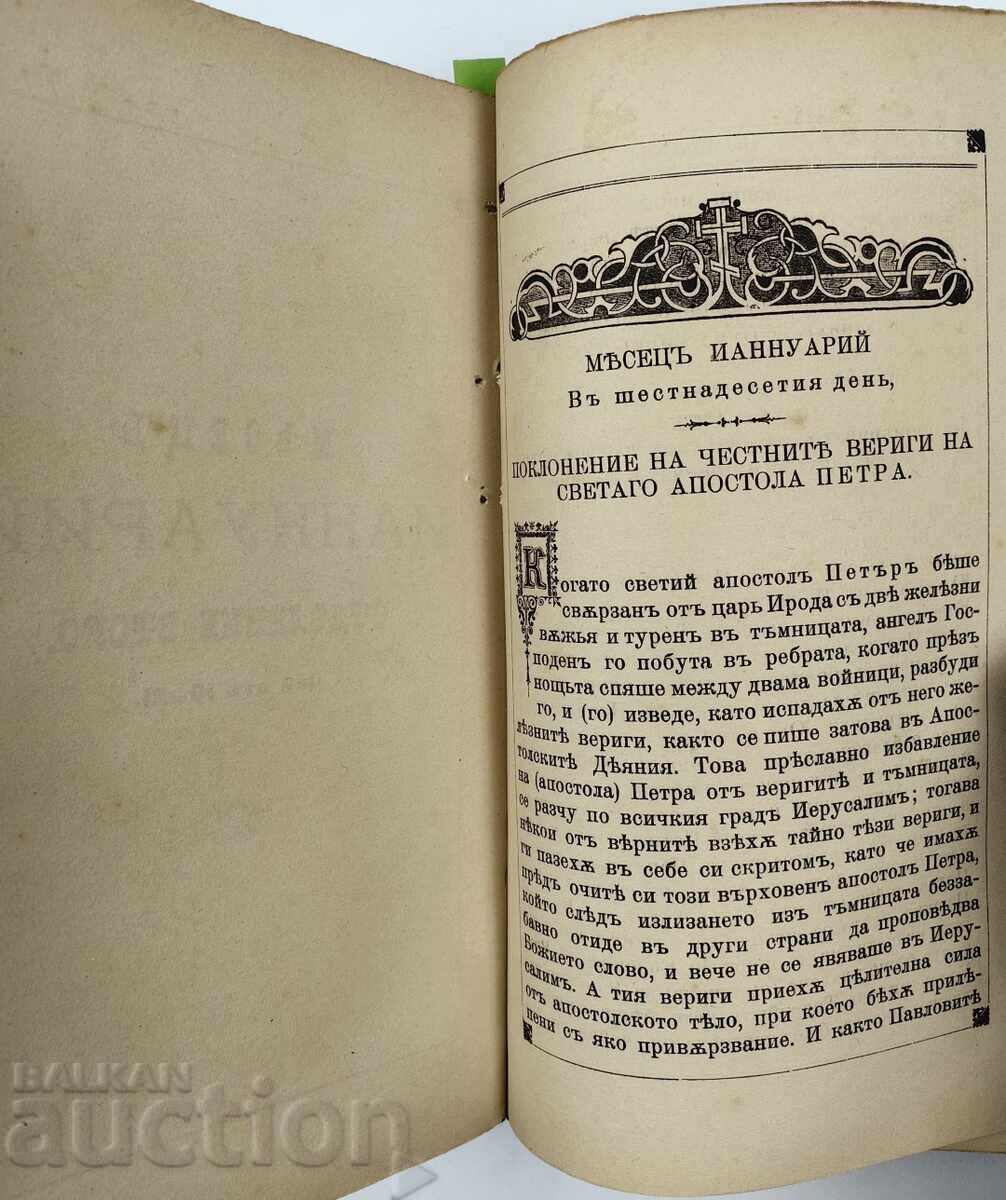 МѢСЕЦЪ ИАННУАРИЙ
Въ шестнадесетия день,
ПОКЛОНЕНИЕ НА ЧЕСТНИТѢ ВЕРИГИ НА
СВЕТАГО АПОСТОЛА ПЕТРА.
Когато светий апостолъ Петъръ бѣше
свѫрзанъ отъ царь Ирода съ двѣ желѣзни
вѫжья и туренъ въ тъмницата, ангелъ Гос-
поденъ го побута въ ребрата, когато прѣзъ
нощьта спяше между двама войници, разбуди
го, и (го) изведе, като испадахѫ отъ него же-
лѣзнитѣ вериги, както се пише затова въ Апос-
толскитѣ Дѣяния. Това прѣславно избавление
на (апостола) Петра отъ веригитѣ и тъмницата,
се разчу по всичкия градъ Иерусалимъ; тогава
нѣкои отъ вѣрнитѣ взѣхѫ тайно тѣзи вериги, и
ги пазехѫ въ себе си скритомъ, като че имахѫ
прѣдъ очитѣ си този върховенъ апостолъ Петра,
който слѣдъ излизането изъ тъмницата безза-
бавно отиде въ други страни да проповѣдва
Божието слово, и вече не се явяваше въ Иеру-
салимъ. А тия вериги приехѫ цѣлителна сила
отъ апостолското тѣло, при което бѣхѫ прилѣ-
пени съ яко привѫрзвание. И както Павловитѣ
BALKAN
auction